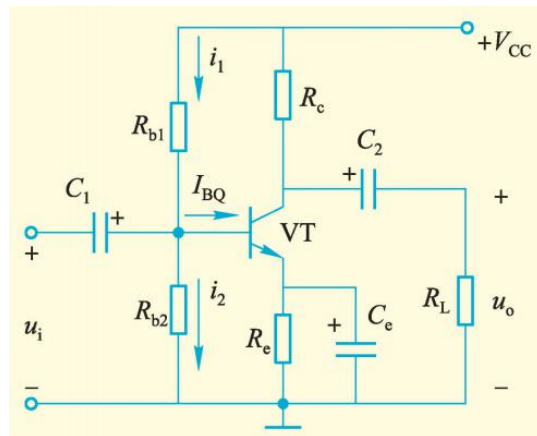 +V_CC
i_1
R_b1
R_c
C_2
+
C_1
+
I_BQ
VT
+
+
u_i
−
R_b2
i_2
R_e
+
C_e
R_L
u_o
−